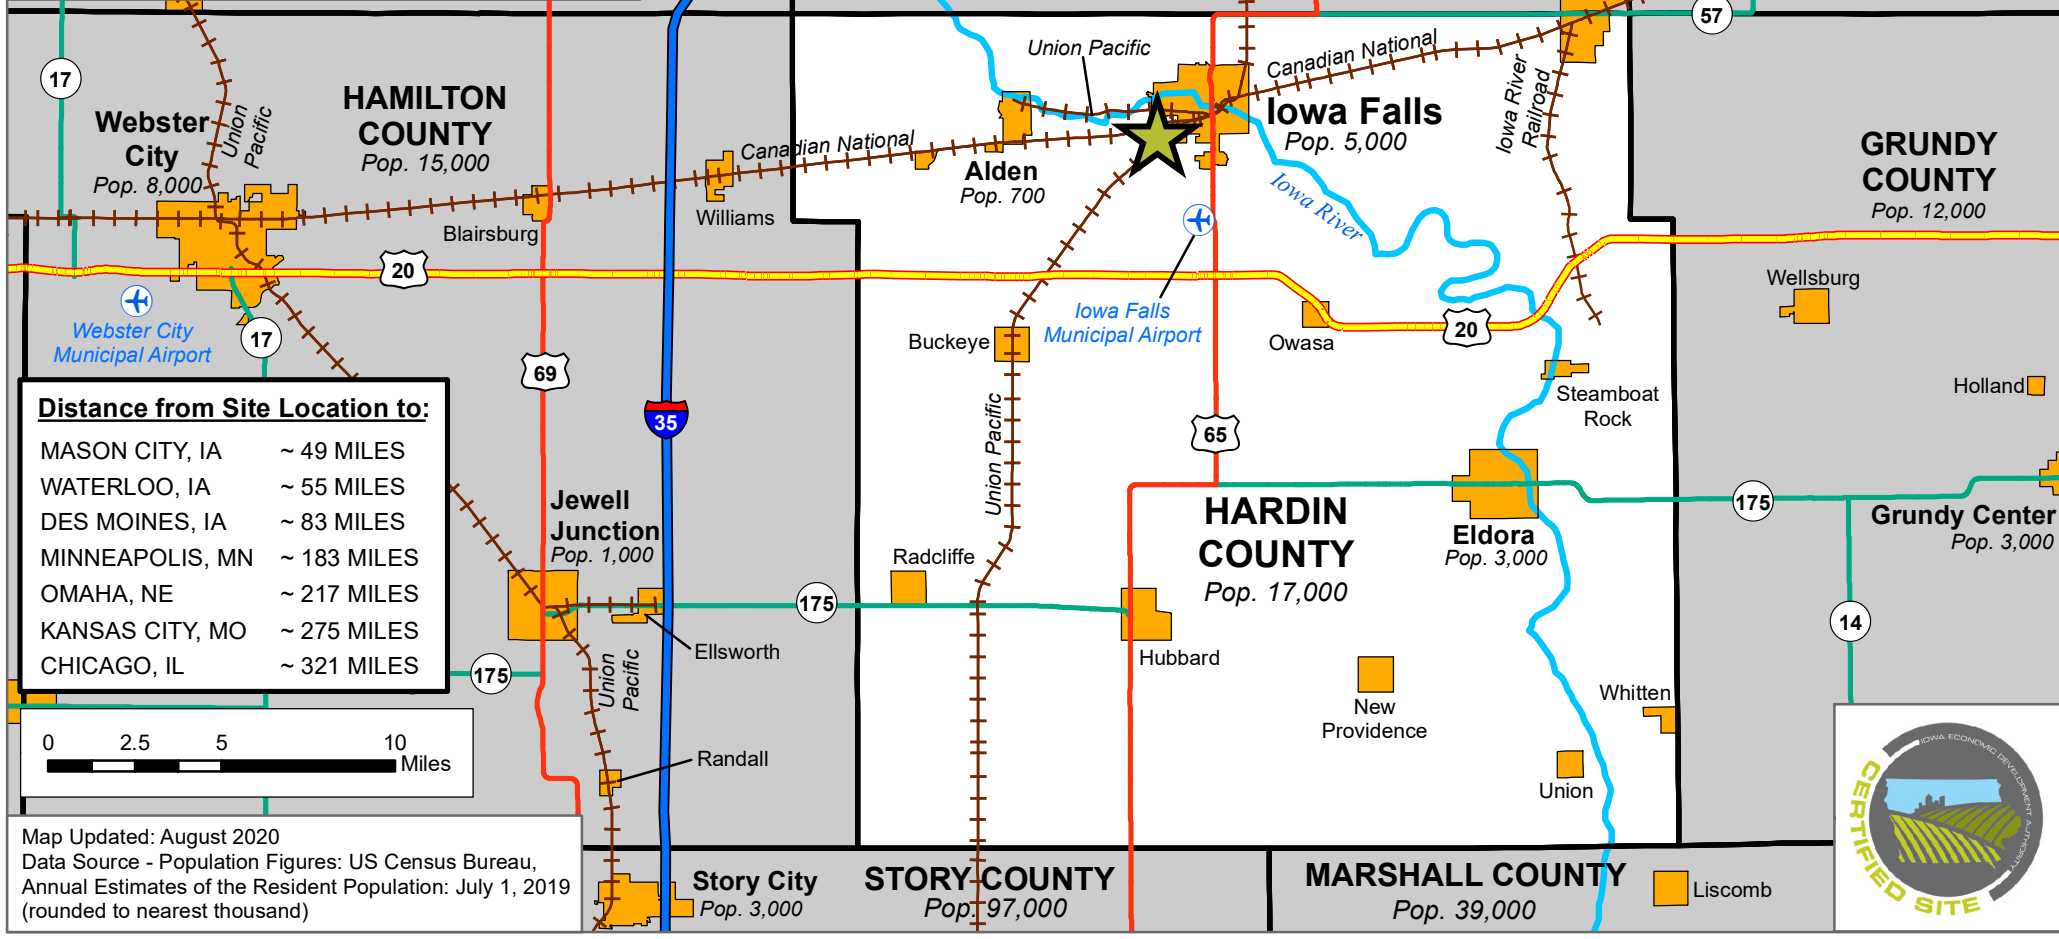 57
17
Union Pacific
Canadian National
Iowa River
Railroad
HAMILTON
COUNTY
Pop. 15,000
Webster
City
Pop. 8,000
Union
Pacific
Iowa Falls
Pop. 5,000
Canadian National
Alden
Pop. 700
GRUNDY
COUNTY
Pop. 12,000
Williams
Blairsburg
Iowa River
20
Webster City
Municipal Airport
17
Iowa Falls
Municipal Airport
Buckeye
Owasa
20
Wellsburg
Steamboat
Rock
Holland
69
35
65
Distance from Site Location to:
MASON CITY, IA ~ 49 MILES
WATERLOO, IA ~ 55 MILES
DES MOINES, IA ~ 83 MILES
MINNEAPOLIS, MN ~ 183 MILES
OMAHA, NE ~ 217 MILES
KANSAS CITY, MO ~ 275 MILES
CHICAGO, IL ~ 321 MILES
Union Pacific
Jewell
Junction
Pop. 1,000
HARDIN
COUNTY
Pop. 17,000
Eldora
Pop. 3,000
175
Grundy Center
Pop. 3,000
Radcliffe
175
14
Ellsworth
Hubbard
175
Union
Pacific
New
Providence
Whitten
Union
Randall
0 2.5 5 10
Miles
Map Updated: August 2020
Data Source - Population Figures: US Census Bureau,
Annual Estimates of the Resident Population: July 1, 2019
(rounded to nearest thousand)
Story City
Pop. 3,000
STORY COUNTY
Pop. 97,000
MARSHALL COUNTY
Pop. 39,000
Liscomb
IOWA ECONOMIC DEVELOPMENT AUTHORITY
CERTIFIED SITE